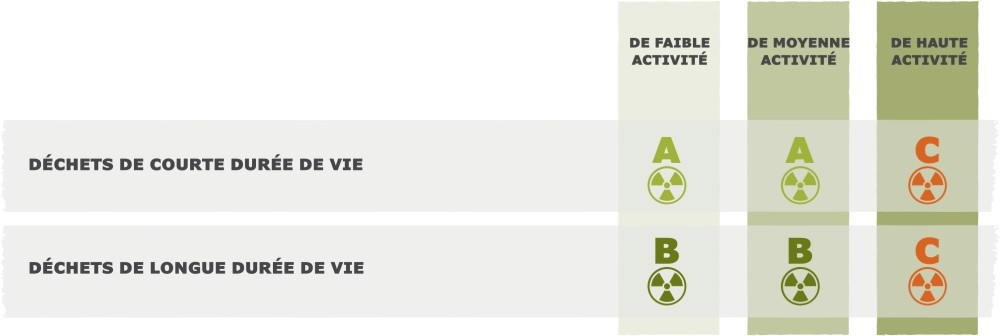 DE FAIBLE
ACTIVITÉ
DE MOYENNE
ACTIVITÉ
DE HAUTE
ACTIVITÉ
DÉCHETS DE COURTE DURÉE DE VIE
A
A
C
DÉCHETS DE LONGUE DURÉE DE VIE
B
B
C